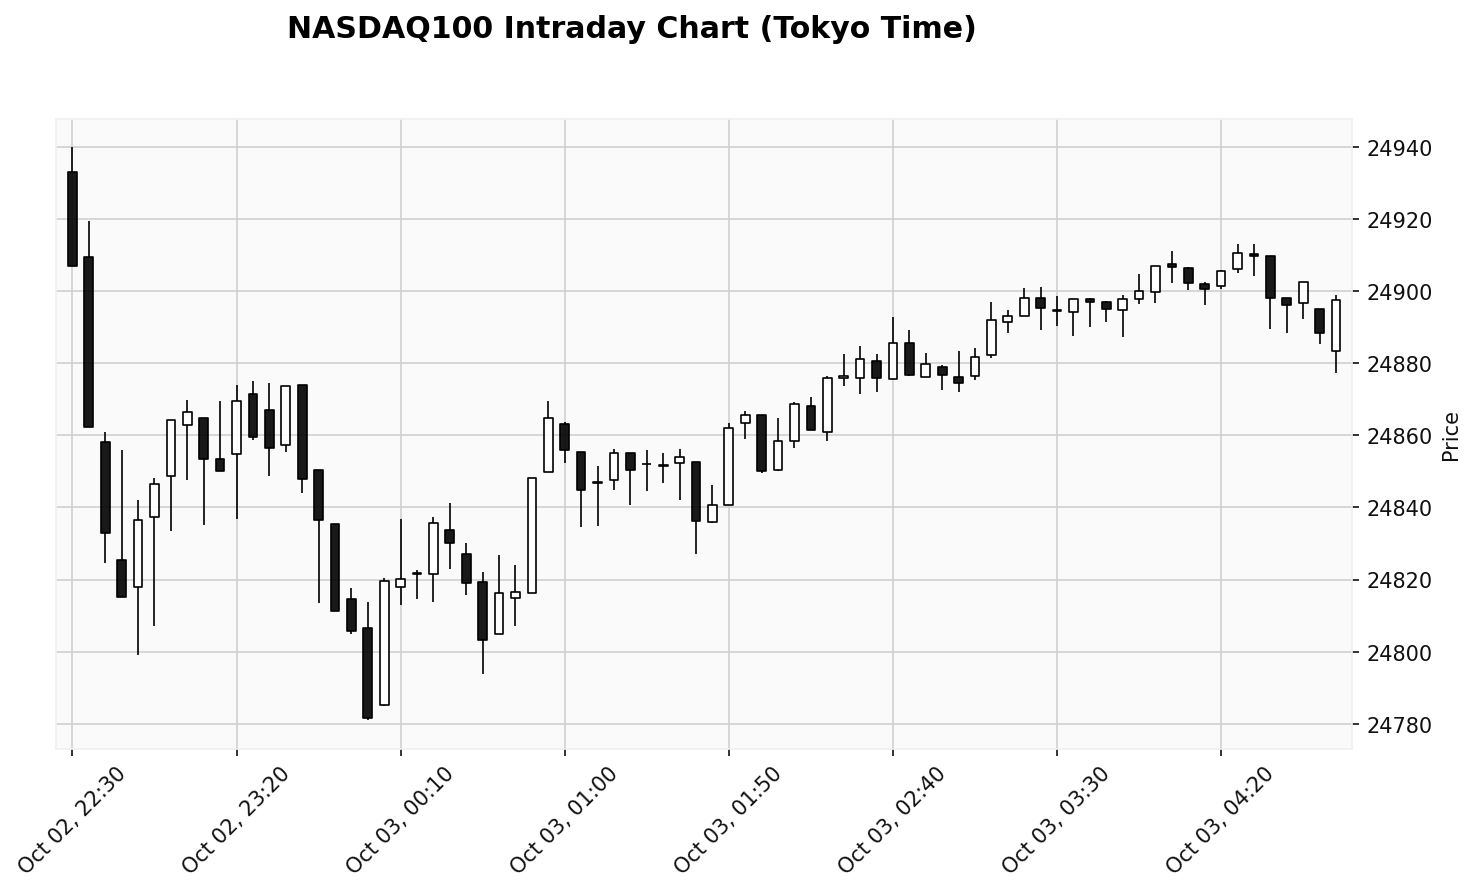 NASDAQ100 Intraday Chart (Tokyo Time)
24940
24920
24900
24880
24860
24840
24820
24800
24780
Price
Oct 02, 22:30
Oct 02, 23:20
Oct 03, 00:10
Oct 03, 01:00
Oct 03, 01:50
Oct 03, 02:40
Oct 03, 03:30
Oct 03, 04:20